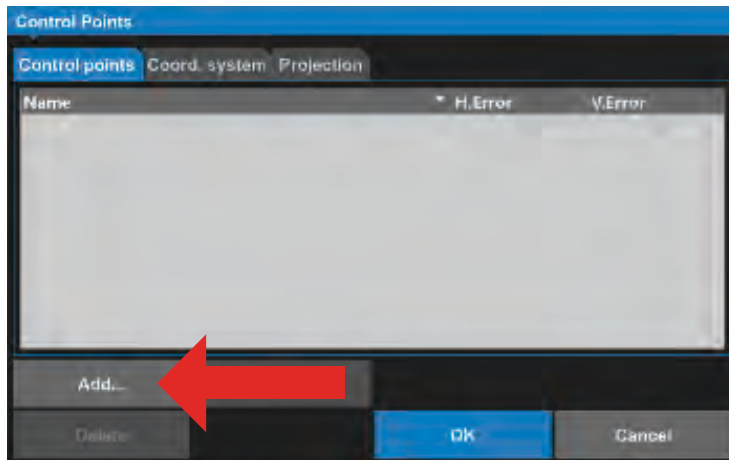 Control Points
Control points Coord. system Projection
Name H.Error V.Error
Add...
Delete OK Cancel